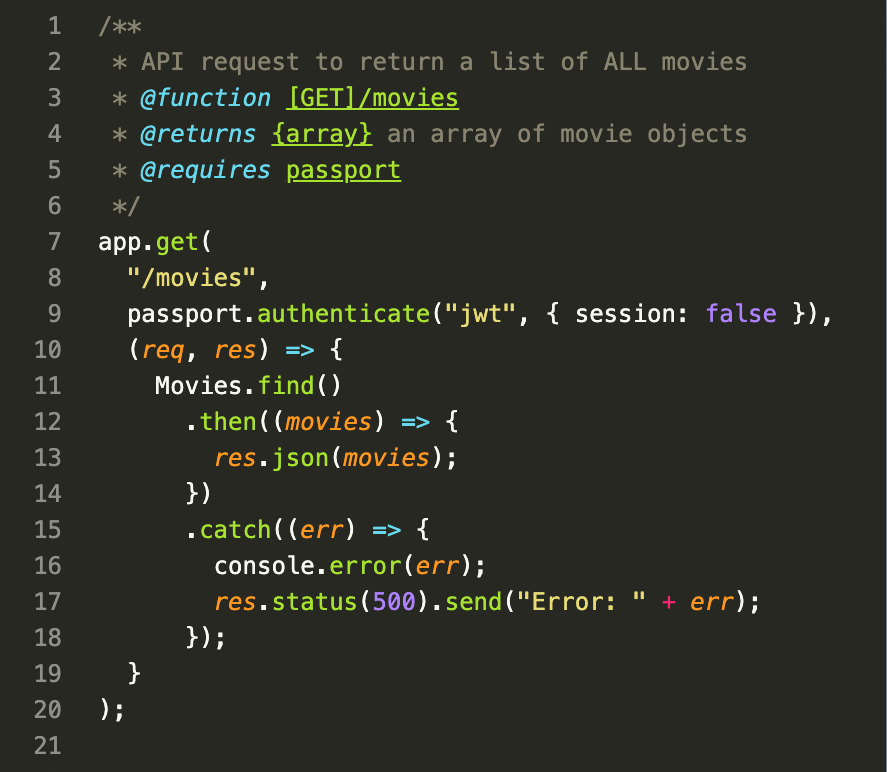 1 /**
2  * API request to return a list of ALL movies
3  * @function [GET]/movies
4  * @returns {array} an array of movie objects
5  * @requires passport
6  */
7 app.get(
8   "/movies",
9   passport.authenticate("jwt", { session: false }),
10   (req, res) => {
11     Movies.find()
12       .then((movies) => {
13         res.json(movies);
14       })
15       .catch((err) => {
16         console.error(err);
17         res.status(500).send("Error: " + err);
18       });
19   }
20 );
21